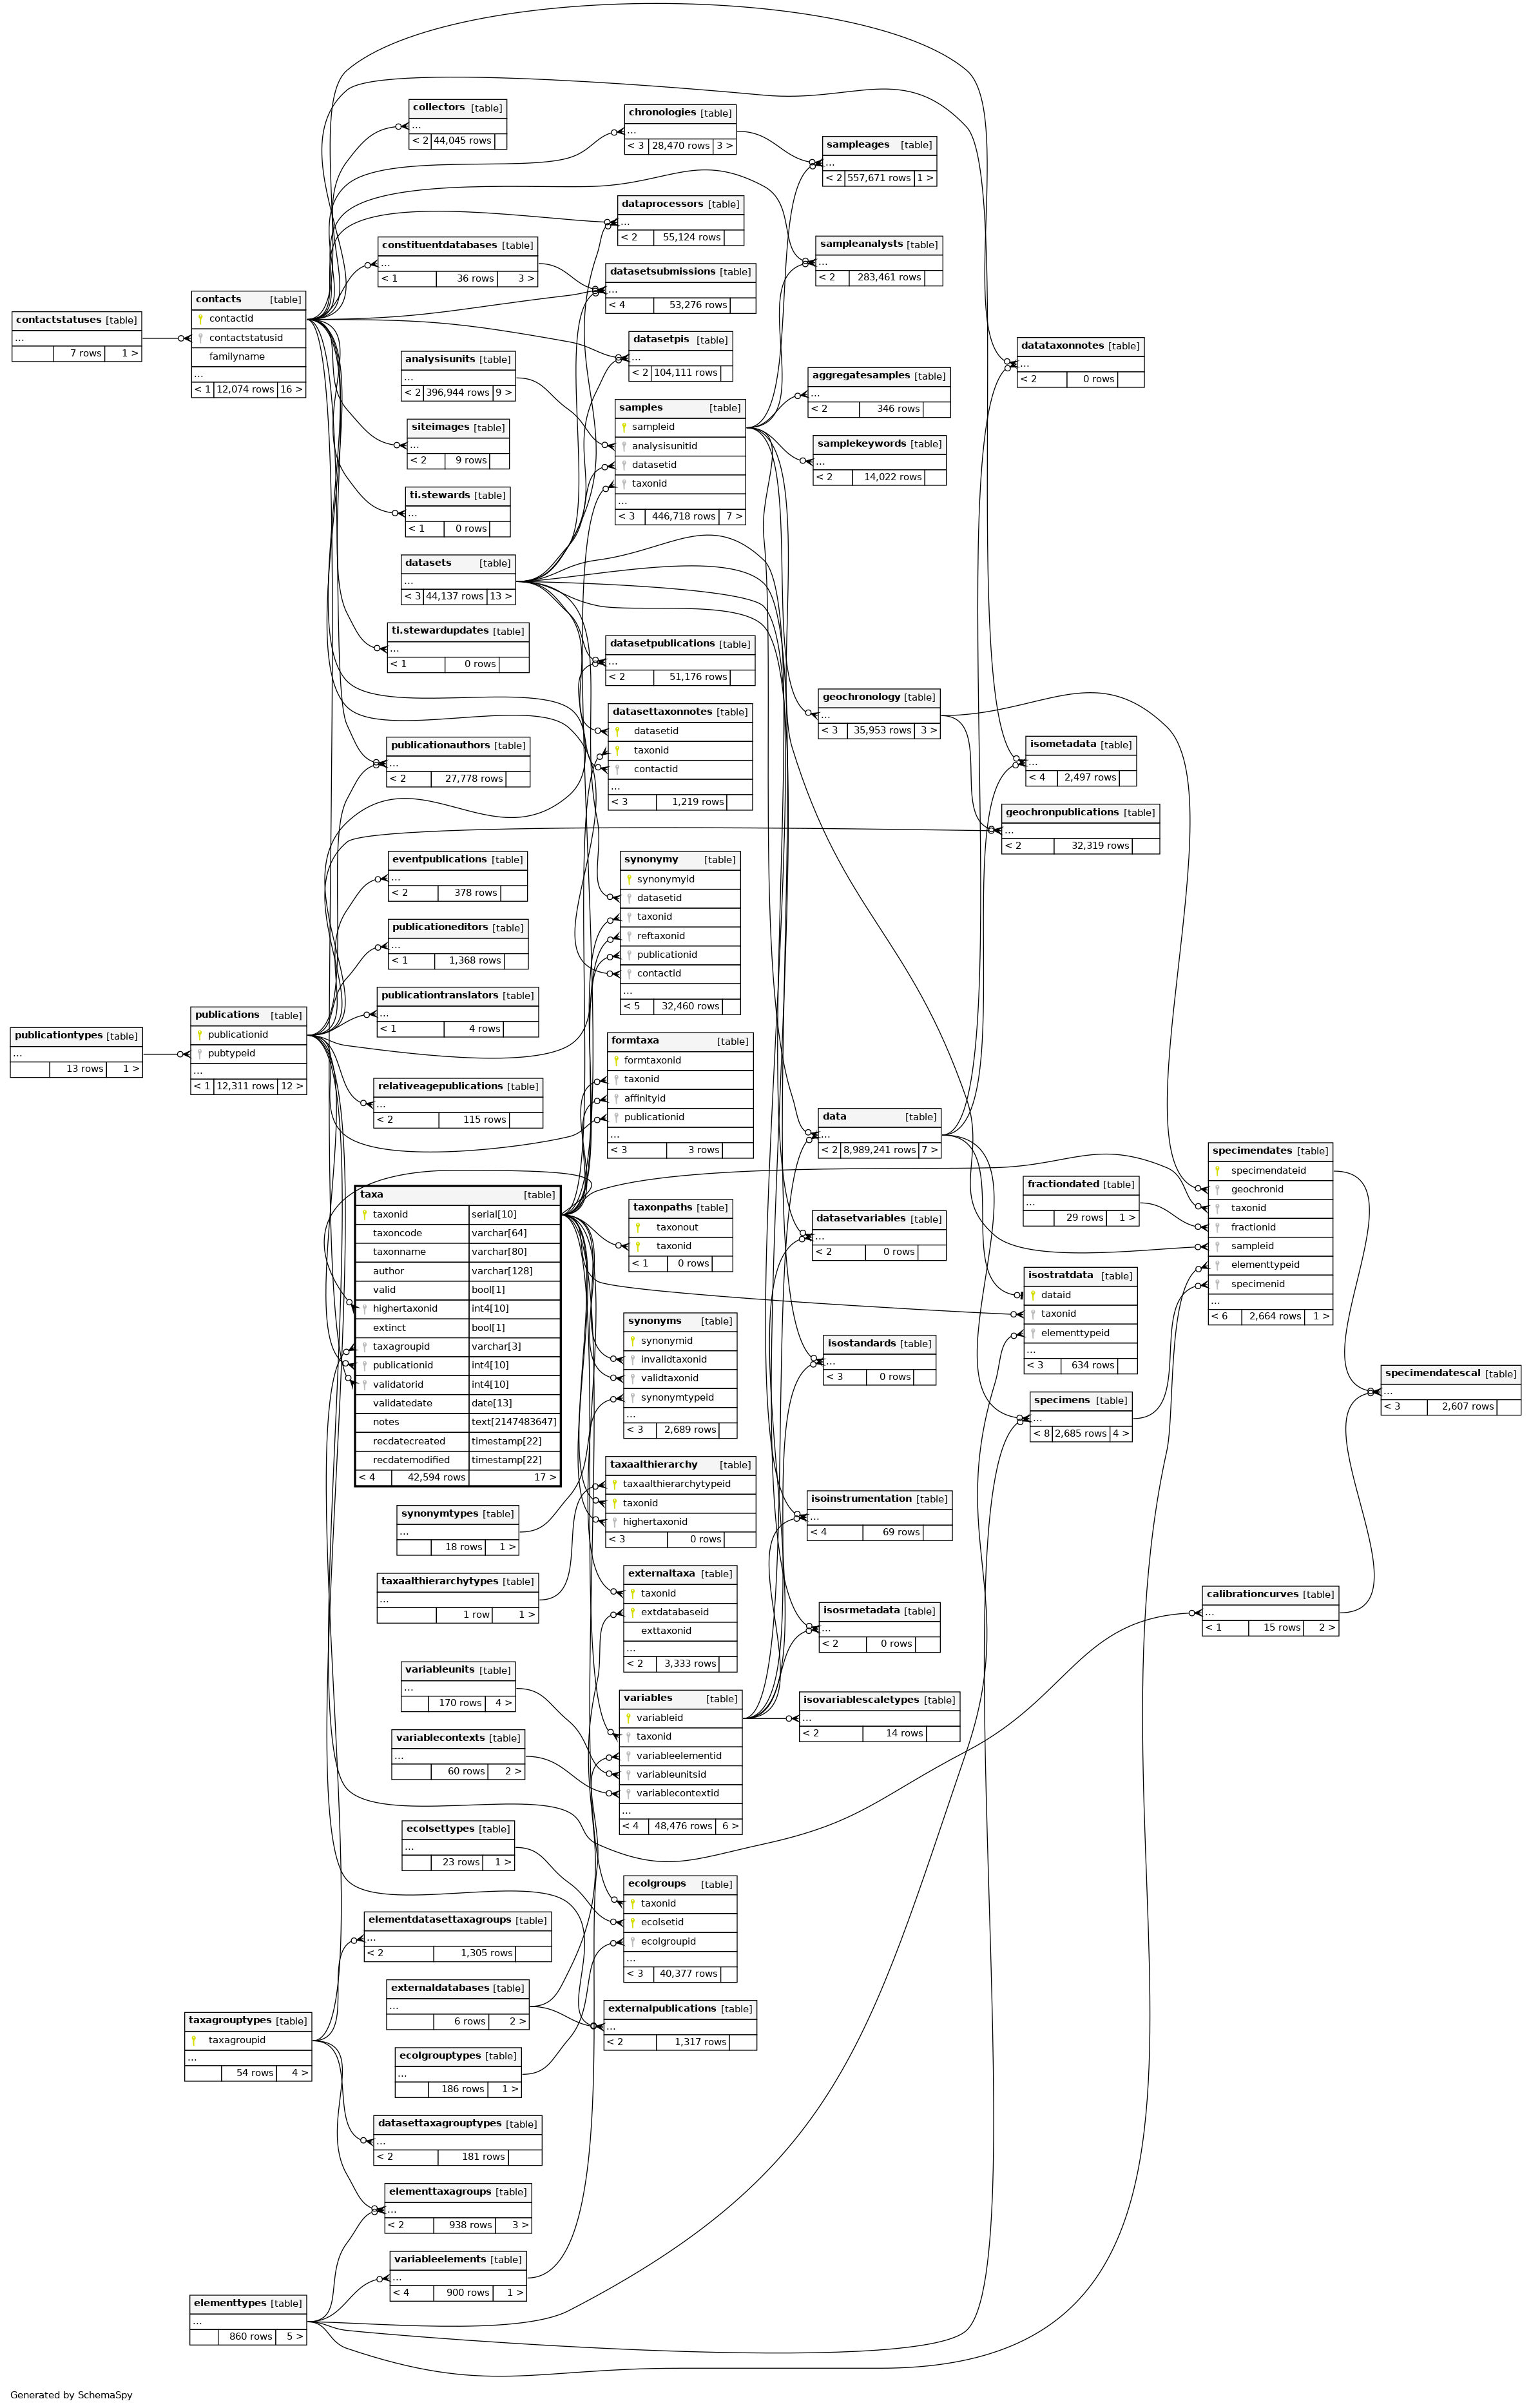 collectors [table]
...
< 2 44,045 rows
chronologies [table]
...
< 3 28,470 rows 3 >
sampleages [table]
...
< 2 557,671 rows 1 >
dataprocessors [table]
...
< 2 55,124 rows
constituentdatabases [table]
...
< 1 36 rows 3 >
sampleanalysts [table]
...
< 2 283,461 rows
datasetsubmissions [table]
...
< 4 53,276 rows
contacts [table]
contactid
contactstatusid
familyname
...
< 1 12,074 rows 16 >
contactstatuses [table]
...
7 rows 1 >
datasetpis [table]
...
< 2 104,111 rows
datataxonnotes [table]
...
< 2 0 rows
analysisunits [table]
...
< 2 396,944 rows 9 >
aggregatesamples [table]
...
< 2 346 rows
samples [table]
sampleid
analysisunitid
datasetid
taxonid
...
< 3 446,718 rows 7 >
siteimages [table]
...
< 2 9 rows
samplekeywords [table]
...
< 2 14,022 rows
ti.stewards [table]
...
< 1 0 rows
datasets [table]
...
< 3 44,137 rows 13 >
ti.stewardupdates [table]
...
< 1 0 rows
datasetpublications [table]
...
< 2 51,176 rows
geochronology [table]
...
< 3 35,953 rows 3 >
datasettaxonnotes [table]
datasetid
taxonid
contactid
...
< 3 1,219 rows
publicationauthors [table]
...
< 2 27,778 rows
isometadata [table]
...
< 4 2,497 rows
geochronpublications [table]
...
< 2 32,319 rows
eventpublications [table]
...
< 2 378 rows
synonymy [table]
synonymyid
datasetid
taxonid
reftaxonid
publicationid
contactid
...
< 5 32,460 rows
publicationeditors [table]
...
< 1 1,368 rows
publicationtranslators [table]
...
< 1 4 rows
publications [table]
publicationid
pubtypeid
...
< 1 12,311 rows 12 >
publicationtypes [table]
...
13 rows 1 >
formtaxa [table]
formtaxonid
taxonid
affinityid
publicationid
...
< 3 3 rows
relativeagepublications [table]
...
< 2 115 rows
data [table]
...
< 2 8,989,241 rows 7 >
specimendates [table]
specimendateid
geochronid
taxonid
fractionid
sampleid
elementtypeid
specimenid
...
< 6 2,664 rows 1 >
fractiondated [table]
...
29 rows 1 >
taxa [table]
taxonid serial[10]
taxoncode varchar[64]
taxonname varchar[80]
author varchar[128]
valid bool[1]
highertaxonid int4[10]
extinct bool[1]
taxagroupid varchar[3]
publicationid int4[10]
validatorid int4[10]
validatedate date[13]
notes text[2147483647]
recdatecreated timestamp[22]
recdatemodified timestamp[22]
< 4 42,594 rows 17 >
taxonpaths [table]
taxonout
taxonid
< 1 0 rows
datasetvariables [table]
...
< 2 0 rows
isostratdata [table]
dataid
taxonid
elementtypeid
...
< 3 634 rows
synonyms [table]
synonymid
invalidtaxonid
validtaxonid
synonymtypeid
...
< 3 2,689 rows
isostandards [table]
...
< 3 0 rows
specimendatescal [table]
...
< 3 2,607 rows
specimens [table]
...
< 8 2,685 rows 4 >
taxaalthierarchy [table]
taxaalthierarchytypeid
taxonid
highertaxonid
< 3 0 rows
isoinstrumentation [table]
...
< 4 69 rows
synonymtypes [table]
...
18 rows 1 >
taxaalthierarchytypes [table]
...
1 row 1 >
externaltaxa [table]
taxonid
extdatabaseid
exttaxonid
...
< 2 3,333 rows
calibrationcurves [table]
...
< 1 15 rows 2 >
isosrmetadata [table]
...
< 2 0 rows
variableunits [table]
...
170 rows 4 >
variables [table]
variableid
taxonid
variableelementid
variableunitsid
variablecontextid
...
< 4 48,476 rows 6 >
isovariablescaletypes [table]
...
< 2 14 rows
variablecontexts [table]
...
60 rows 2 >
ecolsettypes [table]
...
23 rows 1 >
ecolgroups [table]
taxonid
ecolsetid
ecolgroupid
...
< 3 40,377 rows
elementdatasettaxagroups [table]
...
< 2 1,305 rows
externaldatabases [table]
...
6 rows 2 >
externalpublications [table]
...
< 2 1,317 rows
taxagrouptypes [table]
taxagroupid
...
54 rows 4 >
ecolgrouptypes [table]
...
186 rows 1 >
datasettaxagrouptypes [table]
...
< 2 181 rows
elementtaxagroups [table]
...
< 2 938 rows 3 >
variableelements [table]
...
< 4 900 rows 1 >
elementtypes [table]
...
860 rows 5 >
Generated by SchemaSpy